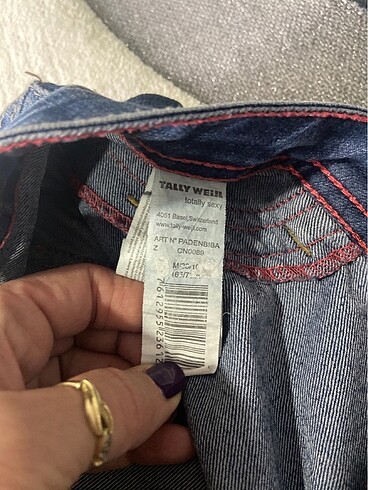 TALLY WEiJL
totally sexy
4051 Basel, Switzerland
www.tally-weijl.com
ART N° PADENBIBA
Z CN0089